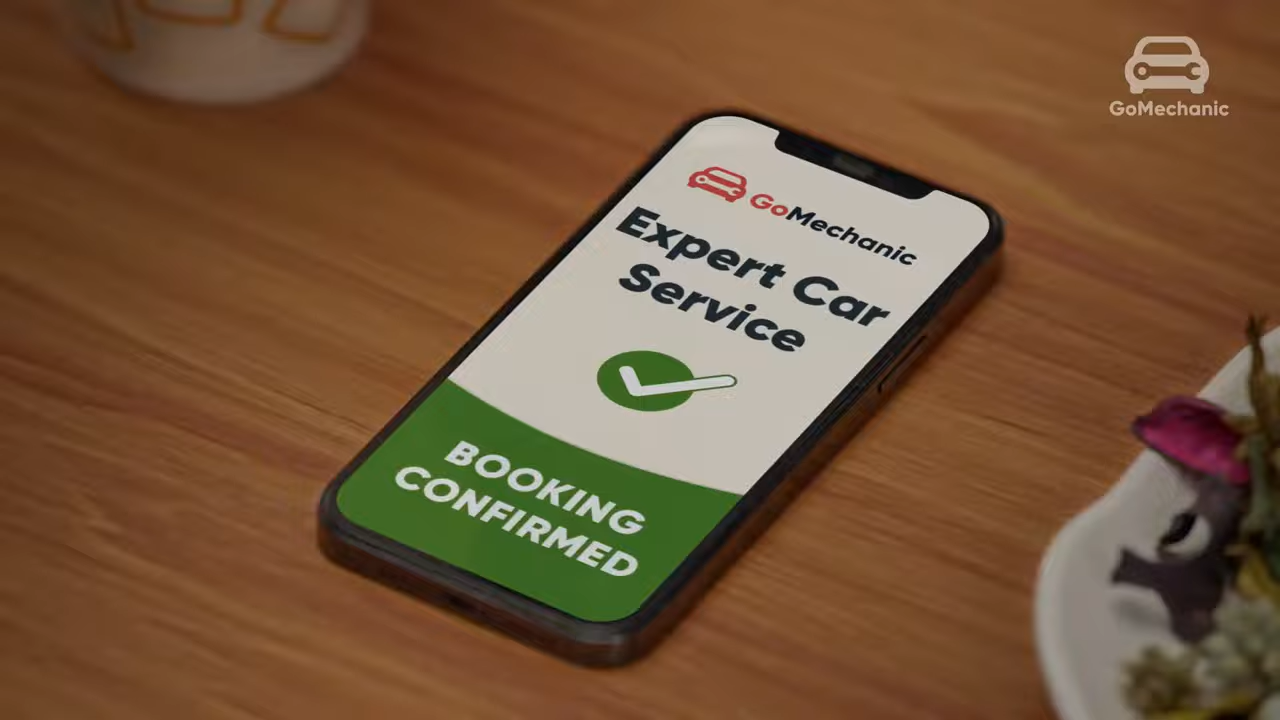 GoMechanic
GoMechanic
Expert Car
Service
BOOKING
CONFIRMED